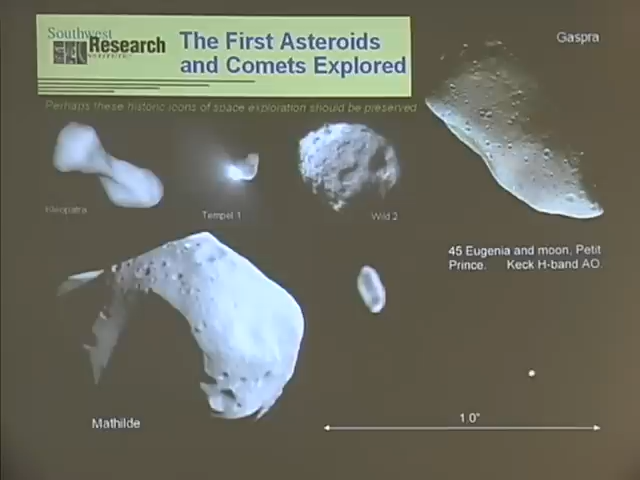 Southwest
Research
INSTITUTE
The First Asteroids
and Comets Explored
Perhaps these historic icons of space exploration should be preserved
Gaspra
Kleopatra
Tempel 1
Wild 2
45 Eugenia and moon, Petit
Prince. Keck H-band AO.
Mathilde
1.0"